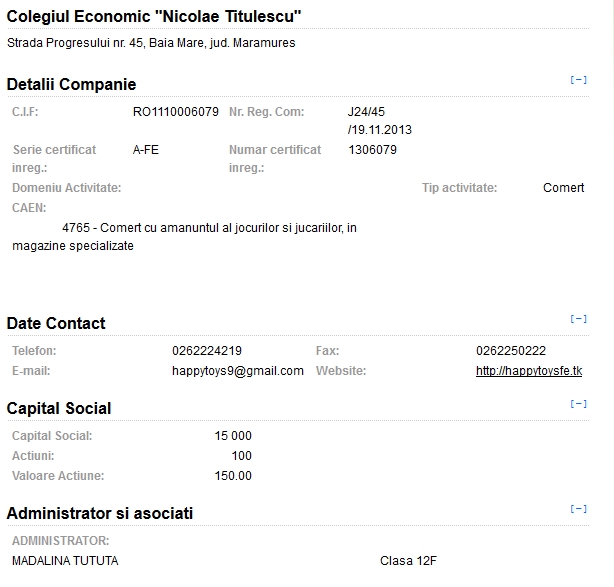 Colegiul Economic "Nicolae Titulescu"
Strada Progresului nr. 45, Baia Mare, jud. Maramures
Detalii Companie [-]
C.I.F: RO1110006079 Nr. Reg. Com: J24/45
/19.11.2013
Serie certificat A-FE Numar certificat 1306079
inreg.: inreg.:
Domeniu Activitate: Tip activitate: Comert
CAEN:
4765 - Comert cu amanuntul al jocurilor si jucariilor, in
magazine specializate
Date Contact [-]
Telefon: 0262224219 Fax: 0262250222
E-mail: happytoys9@gmail.com Website: http://happytoysfe.tk
Capital Social [-]
Capital Social: 15 000
Actiuni: 100
Valoare Actiune: 150.00
Administrator si asociati [-]
ADMINISTRATOR:
MADALINA TUTUTA Clasa 12F